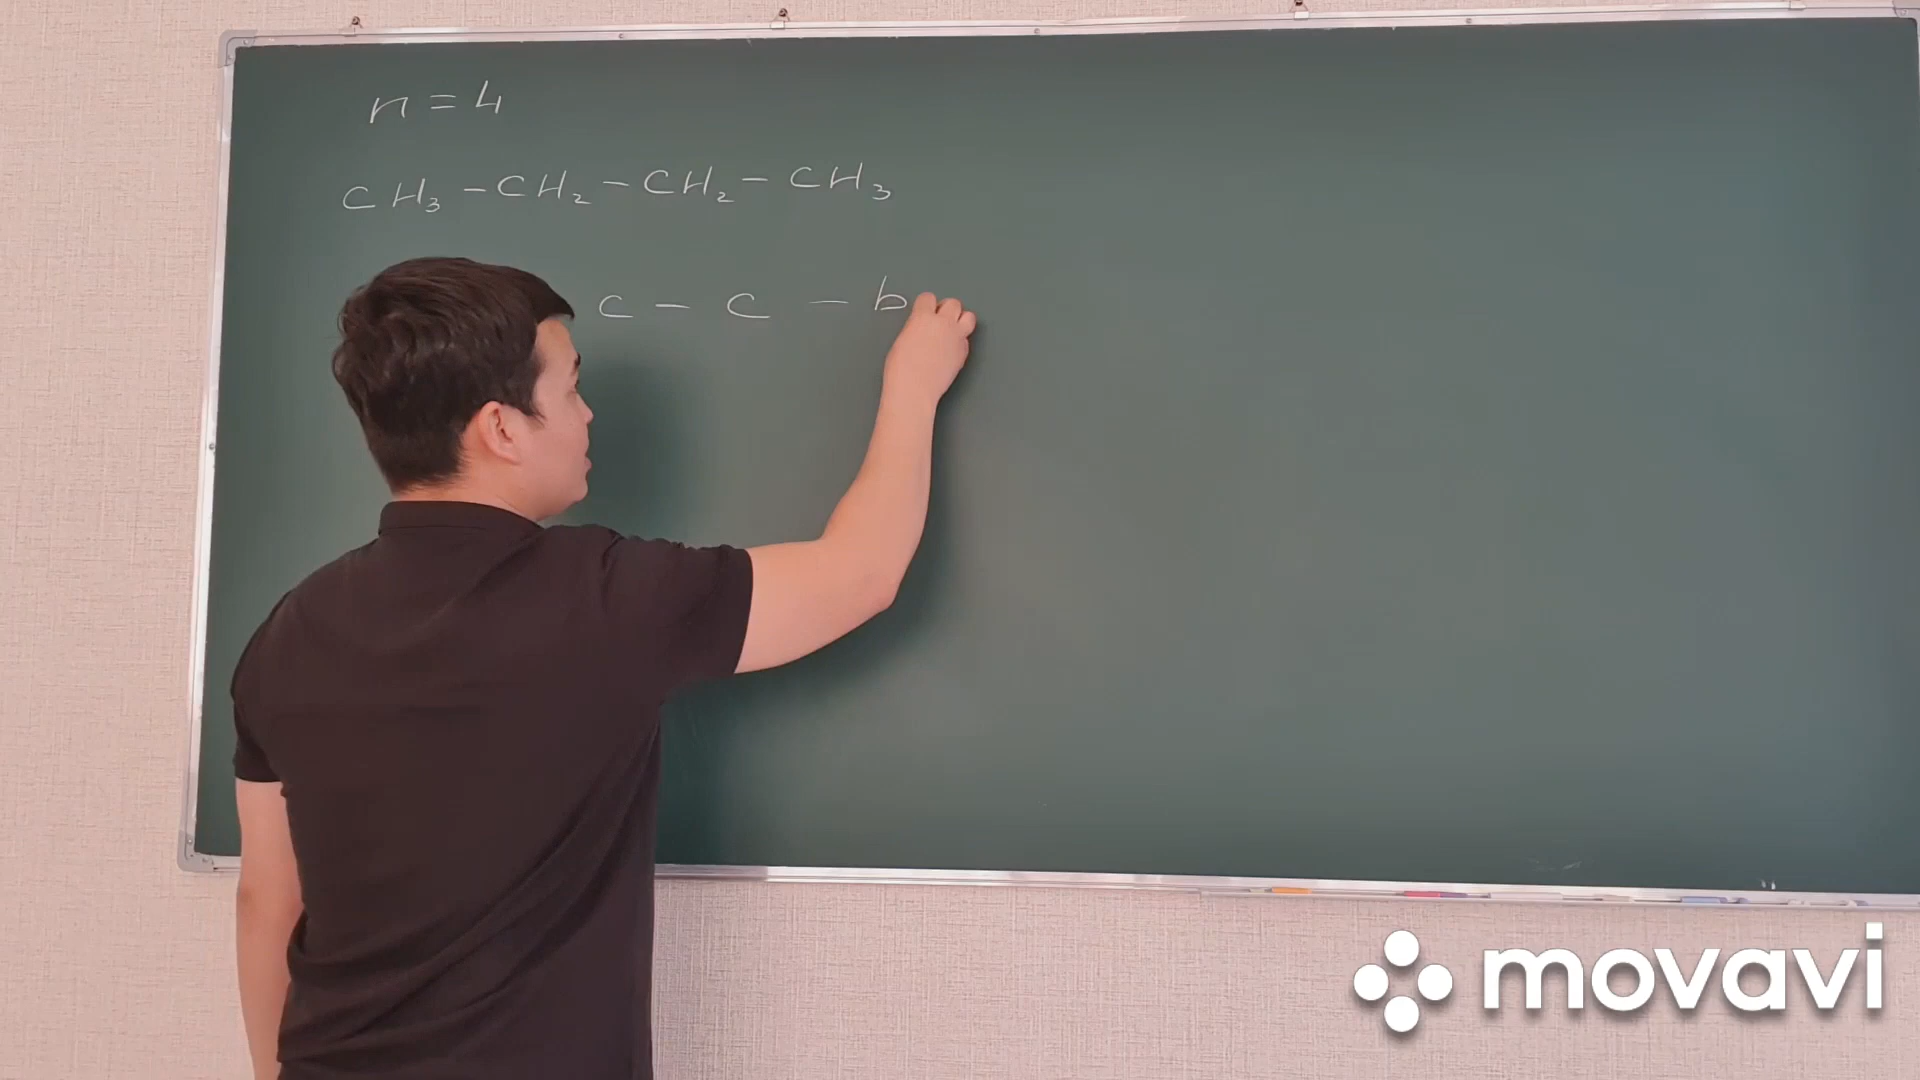 n = 4
CH₃ – CH₂ – CH₂ – CH₃
C – C – b
movavi